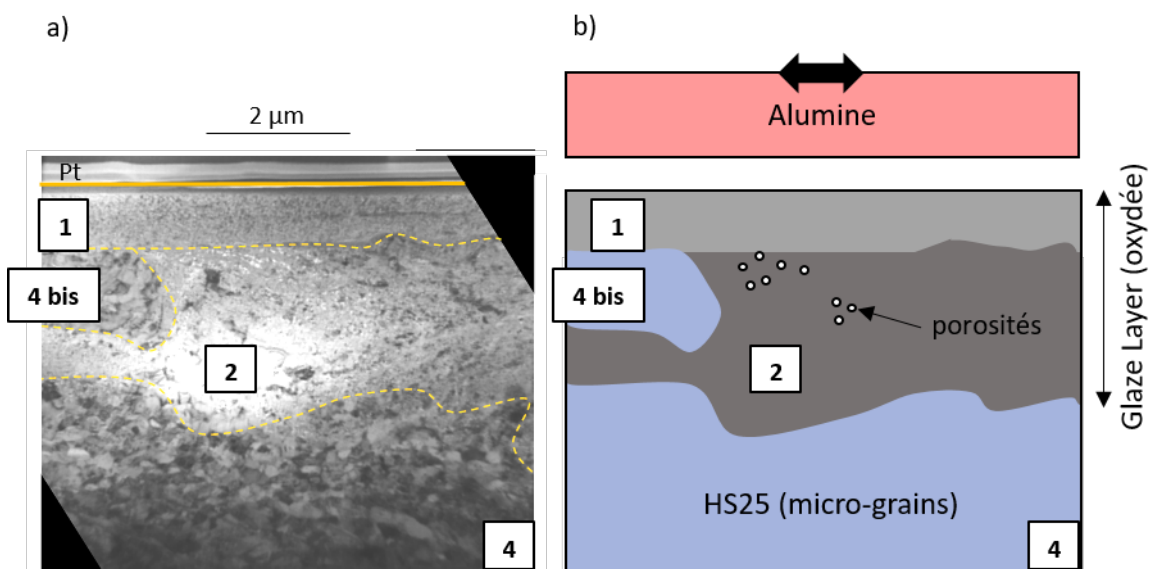 a)
2 µm
Pt
1
4 bis
2
4
b)
Alumine
1
4 bis
porosités
2
HS25 (micro-grains)
4
Glaze Layer (oxydée)